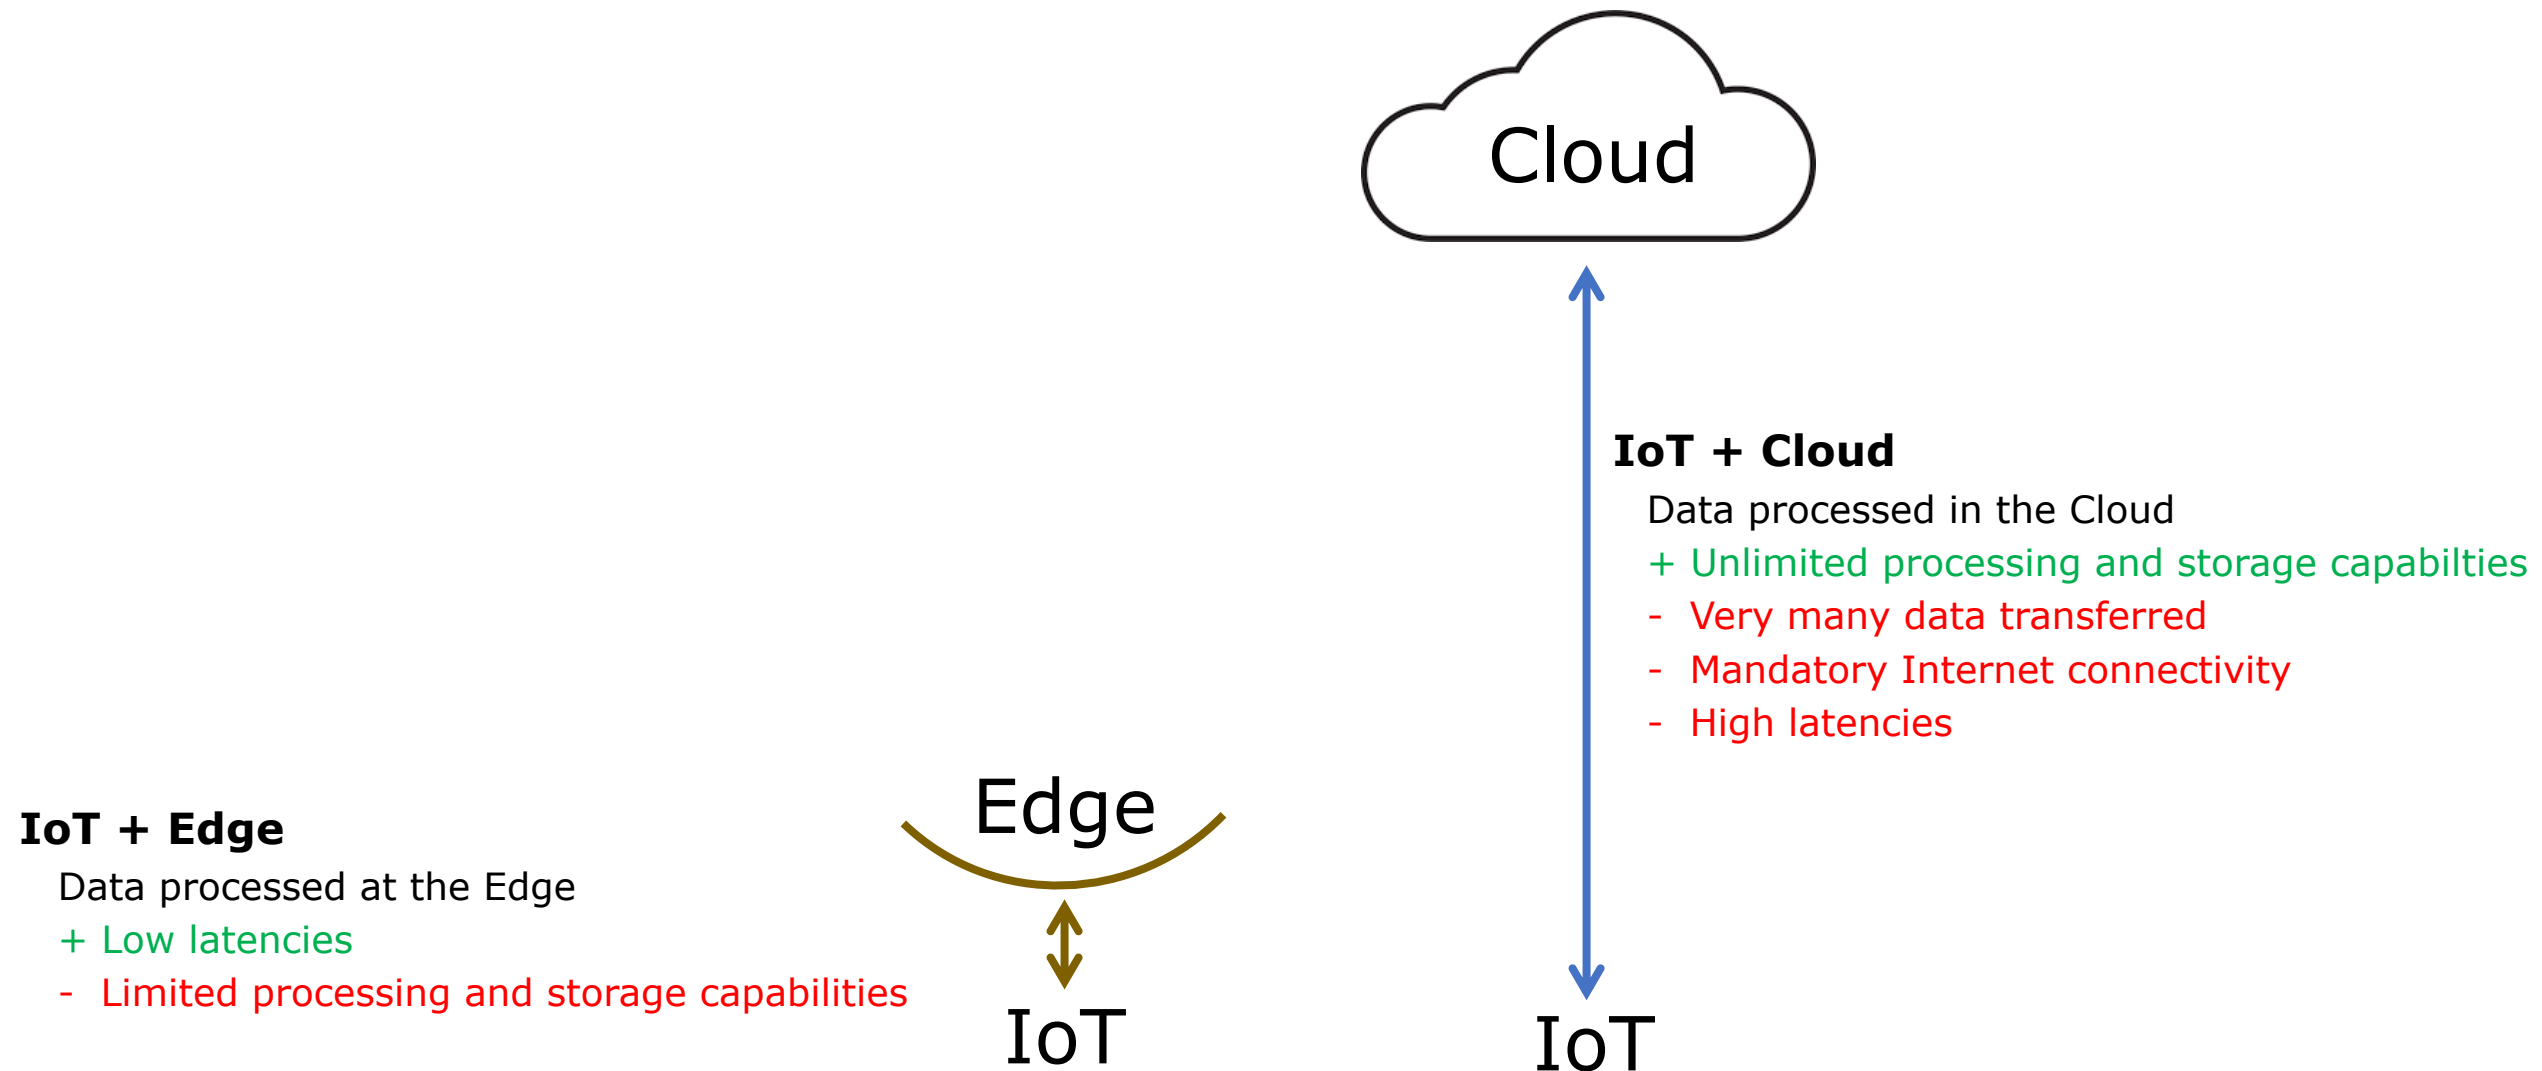 Cloud
IoT + Cloud
Data processed in the Cloud
+ Unlimited processing and storage capabilties
- Very many data transferred
- Mandatory Internet connectivity
- High latencies
Edge
IoT + Edge
Data processed at the Edge
+ Low latencies
- Limited processing and storage capabilities
IoT
IoT